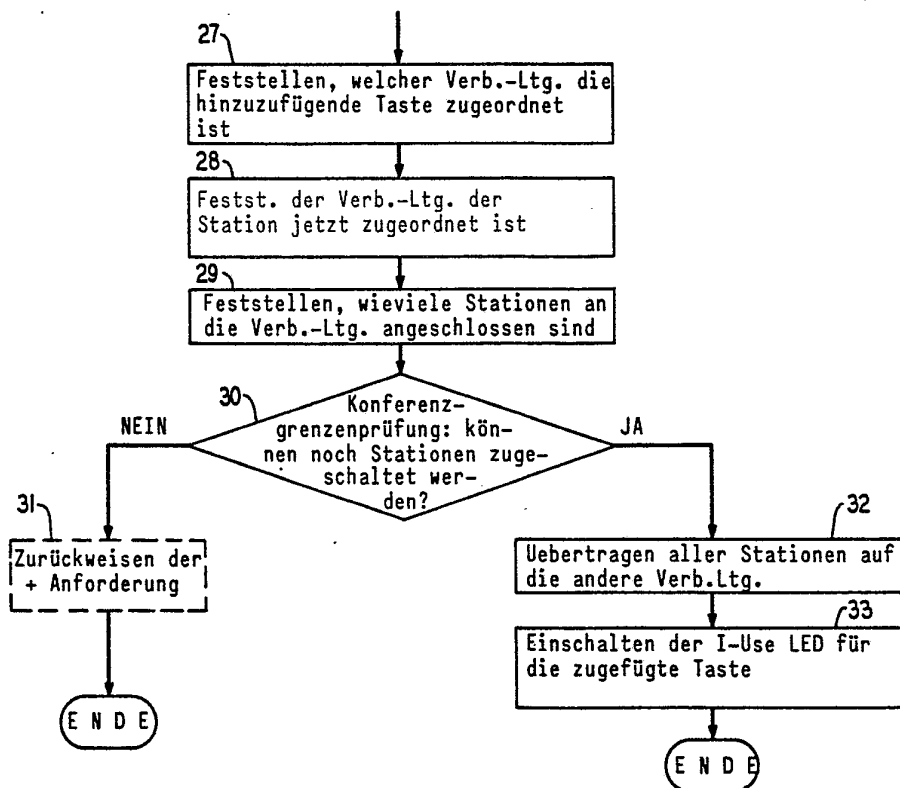 27
Feststellen, welcher Verb.-Ltg. die
hinzuzufügende Taste zugeordnet
ist
28
Festst. der Verb.-Ltg. der
Station jetzt zugeordnet ist
29
Feststellen, wieviele Stationen an
die Verb.-Ltg. angeschlossen sind
30
Konferenz-
grenzenprüfung: kön-
nen noch Stationen zuge-
schaltet wer-
den?
NEIN
JA
31
Zurückweisen der
+ Anforderung
E N D E
32
Uebertragen aller Stationen auf
die andere Verb.Ltg.
33
Einschalten der I-Use LED für
die zugefügte Taste
E N D E